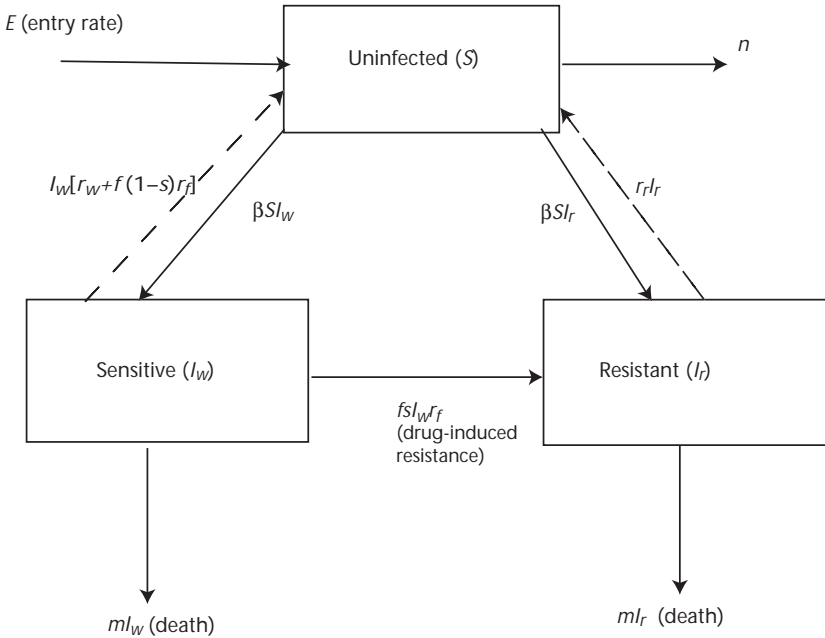 E (entry rate)
Uninfected (S)
n
I_w[r_w+f(1–s)r_f]
βSI_w
βSI_r
r_rI_r
Sensitive (I_w)
Resistant (I_r)
fsI_wr_f
(drug-induced
resistance)
mI_w (death)
mI_r (death)